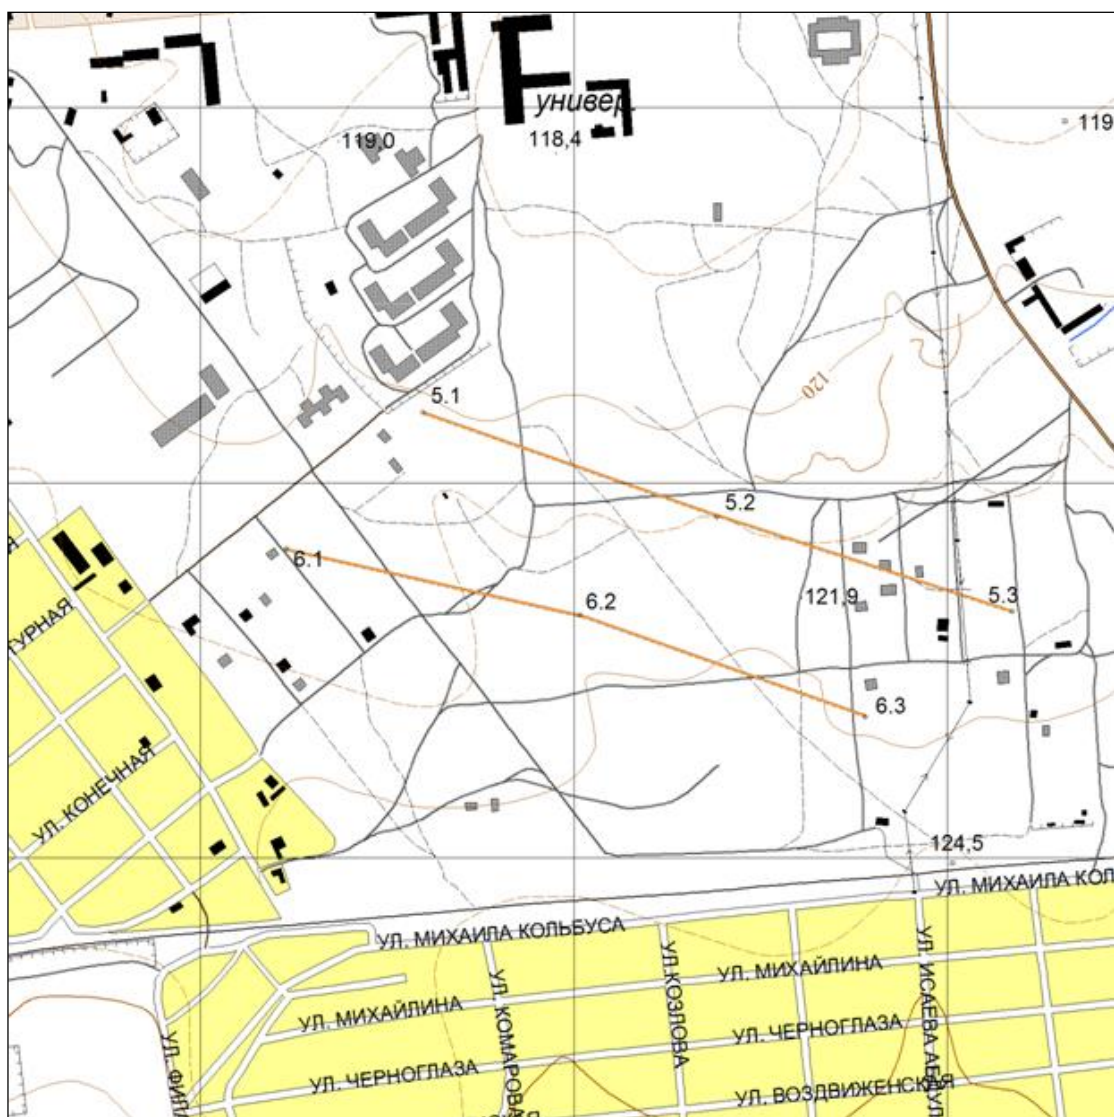 универ.
119,0
118,4
119
120
5.1
5.2
6.1
6.2
121,9
5.3
6.3
УЛ. КОНЕЧНАЯ
124,5
УЛ. МИХАИЛА КОЛ
УЛ. МИХАИЛА КОЛЬБУСА
УЛ. МИХАЙЛИНА
УЛ. МИХАЙЛИНА
УЛ.КОЗЛОВА
УЛ. КОМАРОВА
УЛ. ЧЕРНОГЛАЗА
УЛ. ЧЕРНОГЛАЗА
УЛ. ВОЗДВИЖЕНСКАЯ
УЛ. ФИЛ
УЛ. ИСАЕВА